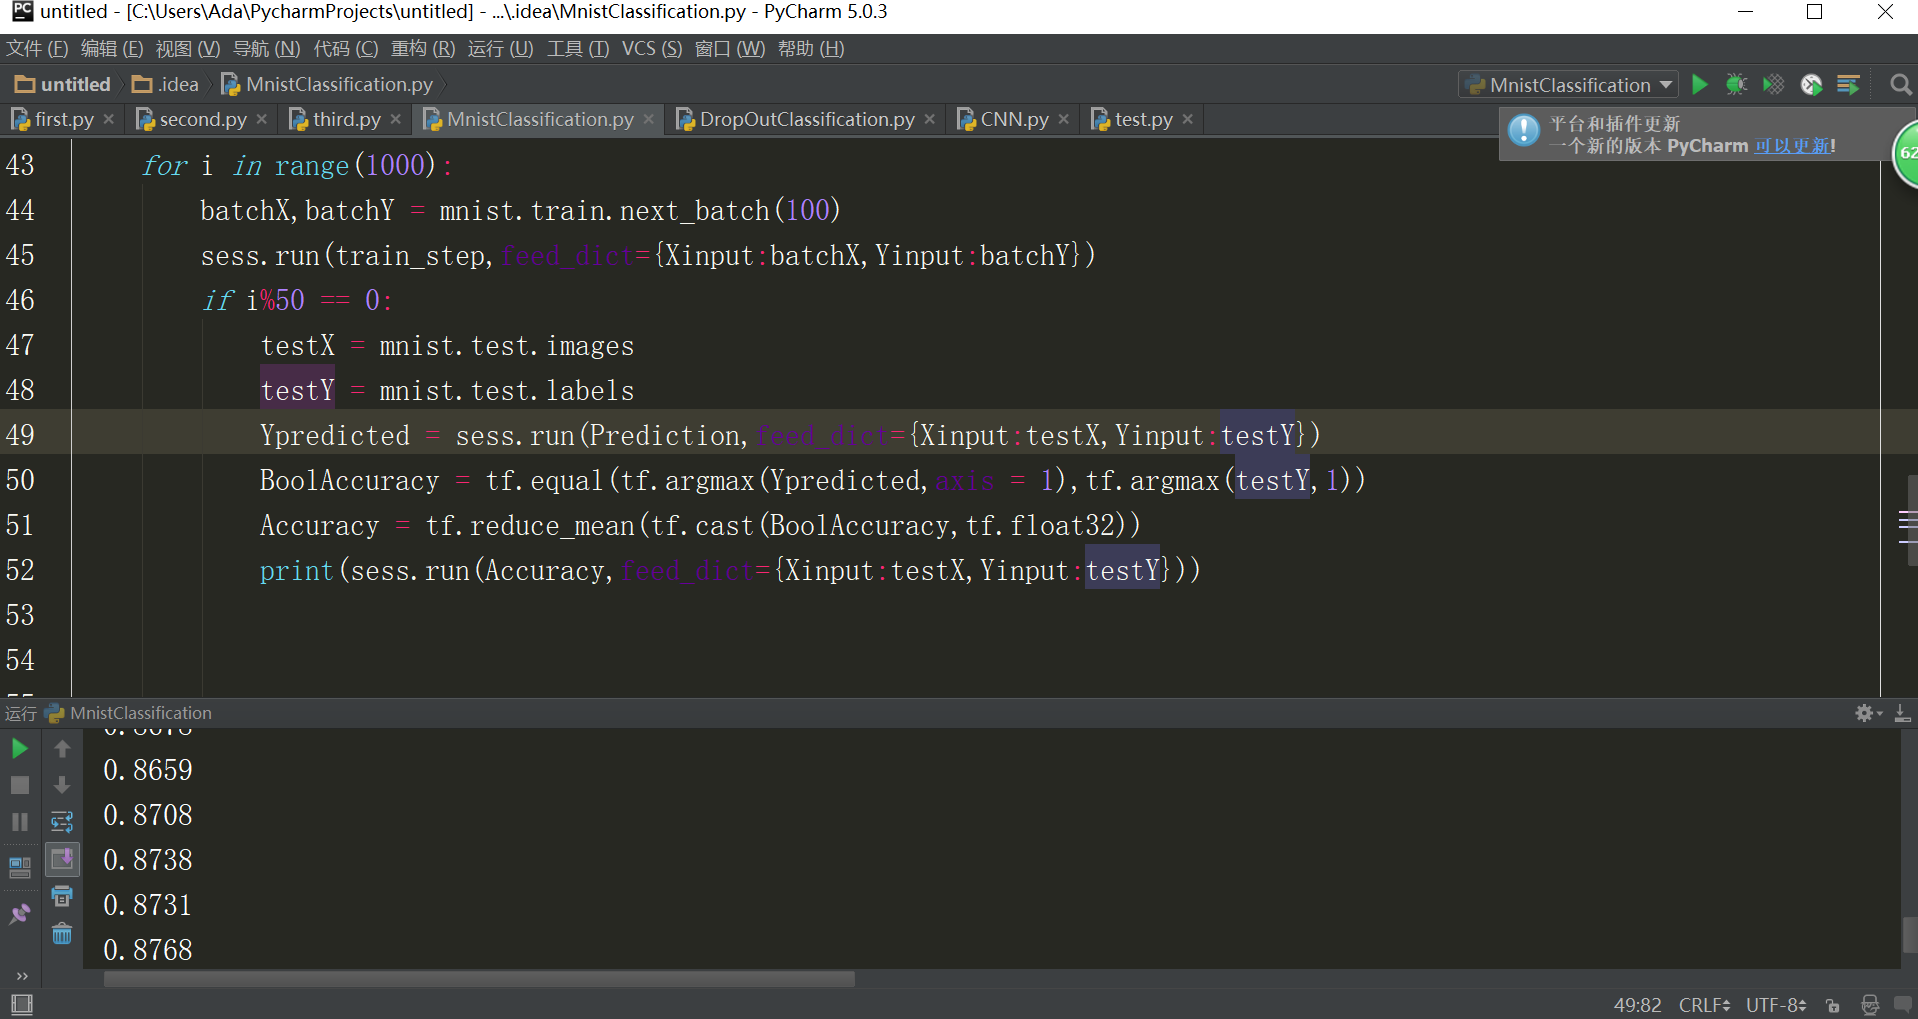 PC untitled - [C:\Users\Ada\PycharmProjects\untitled] - ...\.idea\MnistClassification.py - PyCharm 5.0.3
文件 (F) 编辑 (E) 视图 (V) 导航 (N) 代码 (C) 重构 (R) 运行 (U) 工具 (T) VCS (S) 窗口 (W) 帮助 (H)
untitled .idea MnistClassification.py MnistClassification
first.py second.py third.py MnistClassification.py DropOutClassification.py CNN.py test.py
平台和插件更新
一个新的版本 PyCharm 可以更新!
62
43 for i in range(1000):
44 batchX,batchY = mnist.train.next_batch(100)
45 sess.run(train_step,feed_dict={Xinput:batchX,Yinput:batchY})
46 if i%50 == 0:
47 testX = mnist.test.images
48 testY = mnist.test.labels
49 Ypredicted = sess.run(Prediction,feed_dict={Xinput:testX,Yinput:testY})
50 BoolAccuracy = tf.equal(tf.argmax(Ypredicted,axis = 1),tf.argmax(testY,1))
51 Accuracy = tf.reduce_mean(tf.cast(BoolAccuracy,tf.float32))
52 print(sess.run(Accuracy,feed_dict={Xinput:testX,Yinput:testY}))
53
54
运行 MnistClassification
0.8659
0.8708
0.8738
0.8731
0.8768
49:82 CRLF UTF-8